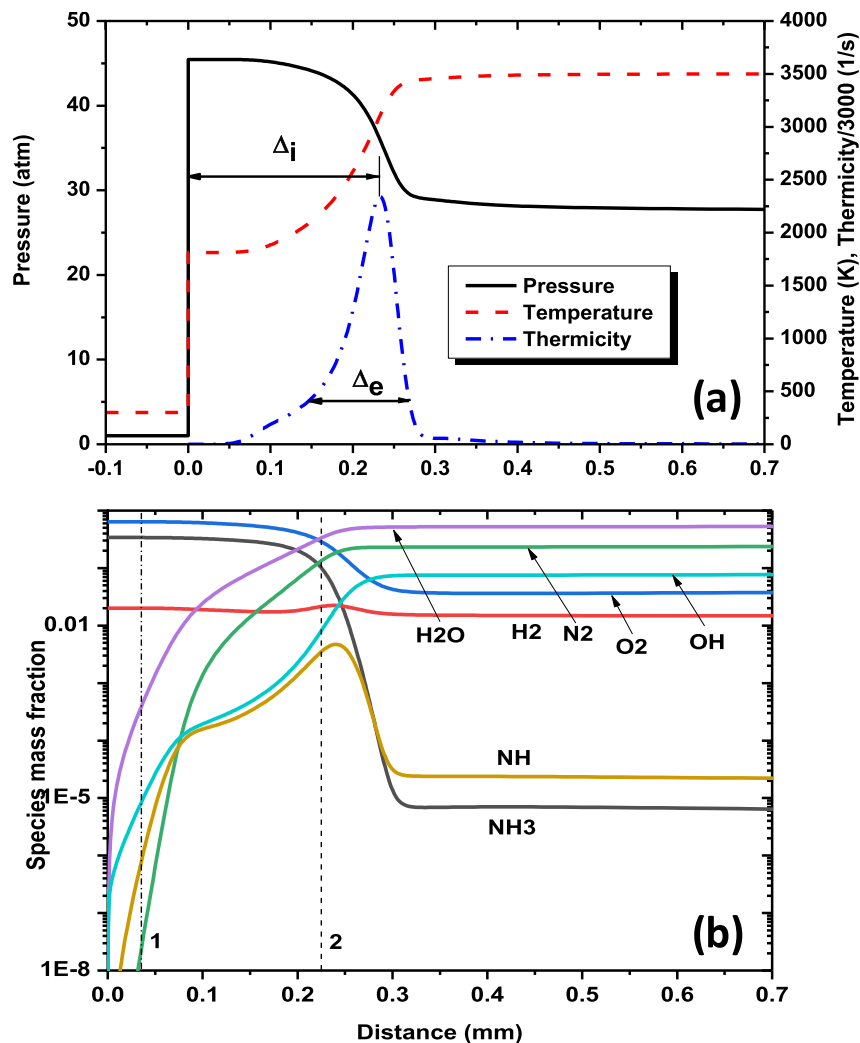 50
40
30
20
10
0
Pressure (atm)
4000
3500
3000
2500
2000
1500
1000
500
0
Temperature (K), Thermicity/3000 (1/s)
Δi
Δe
Pressure
Temperature
Thermicity
(a)
-0.1 0.0 0.1 0.2 0.3 0.4 0.5 0.6 0.7
0.01
1E-5
1E-8
Species mass fraction
H2O
H2
N2
O2
OH
NH
NH3
1
2
(b)
0.0 0.1 0.2 0.3 0.4 0.5 0.6 0.7
Distance (mm)